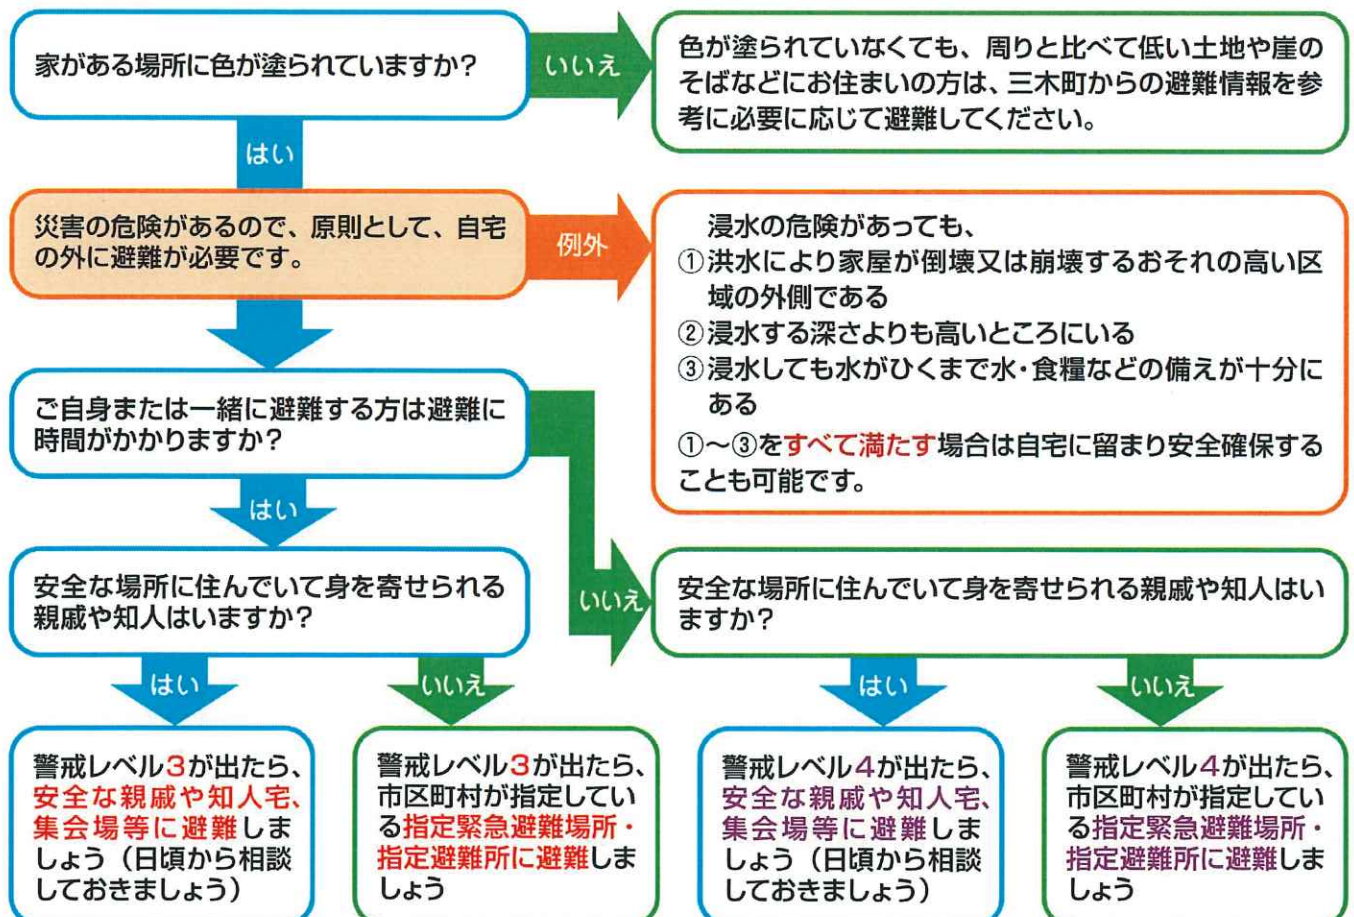 家がある場所に色が塗られていますか?
いいえ
色が塗られていなくても、周りと比べて低い土地や崖の
そばなどにお住まいの方は、三木町からの避難情報を参
考に必要に応じて避難してください。
はい
災害の危険があるので、原則として、自宅
の外に避難が必要です。
例外
浸水の危険があっても、
①洪水により家屋が倒壊又は崩壊するおそれの高い区
域の外側である
②浸水する深さよりも高いところにいる
③浸水しても水がひくまで水・食糧などの備えが十分に
ある
①～③をすべて満たす場合は自宅に留まり安全確保する
ことも可能です。
ご自身または一緒に避難する方は避難に
時間がかかりますか?
はい
いいえ
安全な場所に住んでいて身を寄せられる
親戚や知人はいますか?
安全な場所に住んでいて身を寄せられる親戚や知人はい
ますか?
はい
いいえ
はい
いいえ
警戒レベル3が出たら、
安全な親戚や知人宅、
集会場等に避難しま
しょう（日頃から相談
しておきましょう）
警戒レベル3が出たら、
市区町村が指定してい
る指定緊急避難場所・
指定避難所に避難しま
しょう
警戒レベル4が出たら、
安全な親戚や知人宅、
集会場等に避難しま
しょう（日頃から相談
しておきましょう）
警戒レベル4が出たら、
市区町村が指定してい
る指定緊急避難場所・
指定避難所に避難しま
しょう